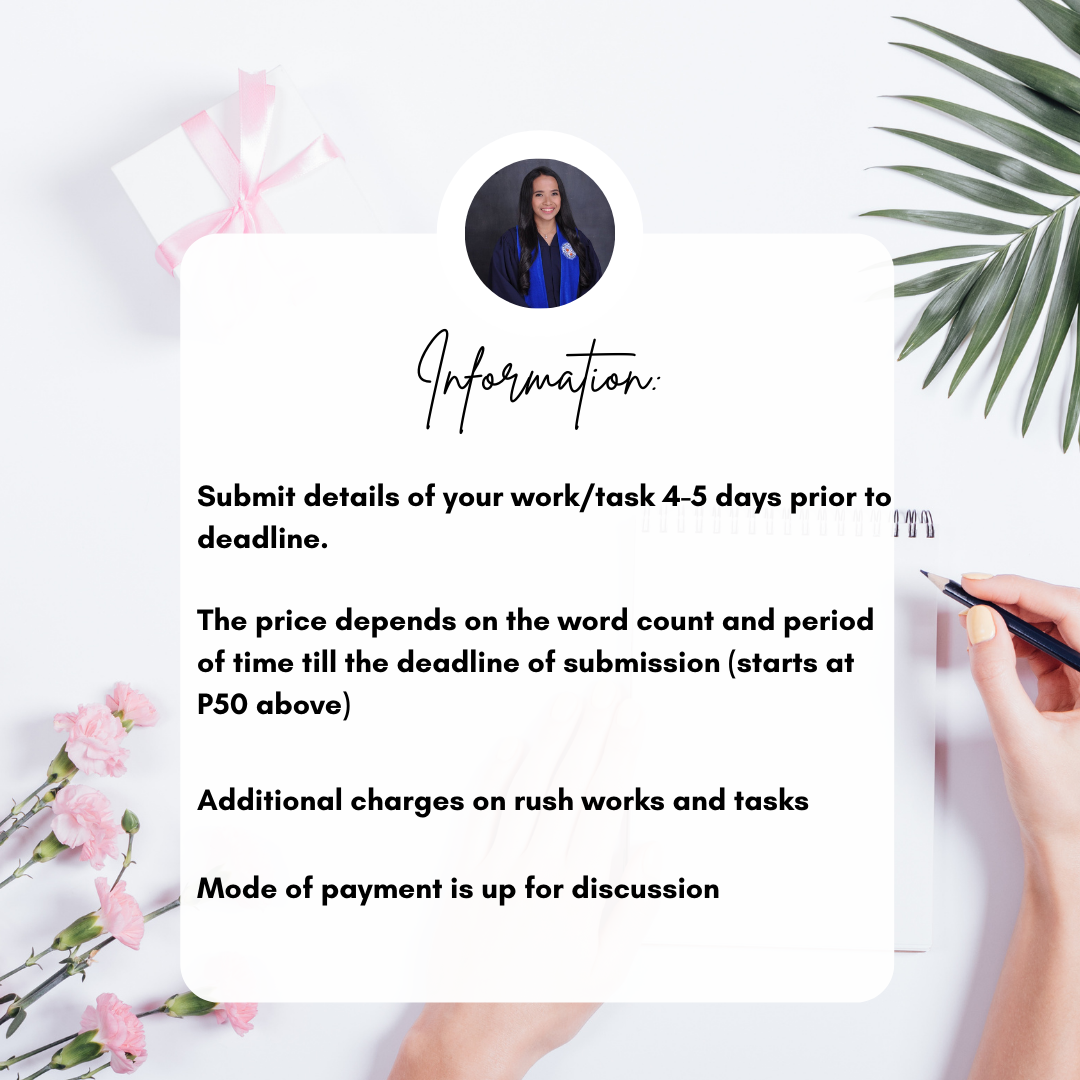 Information:
Submit details of your work/task 4-5 days prior to
deadline.
The price depends on the word count and period
of time till the deadline of submission (starts at
P50 above)
Additional charges on rush works and tasks
Mode of payment is up for discussion